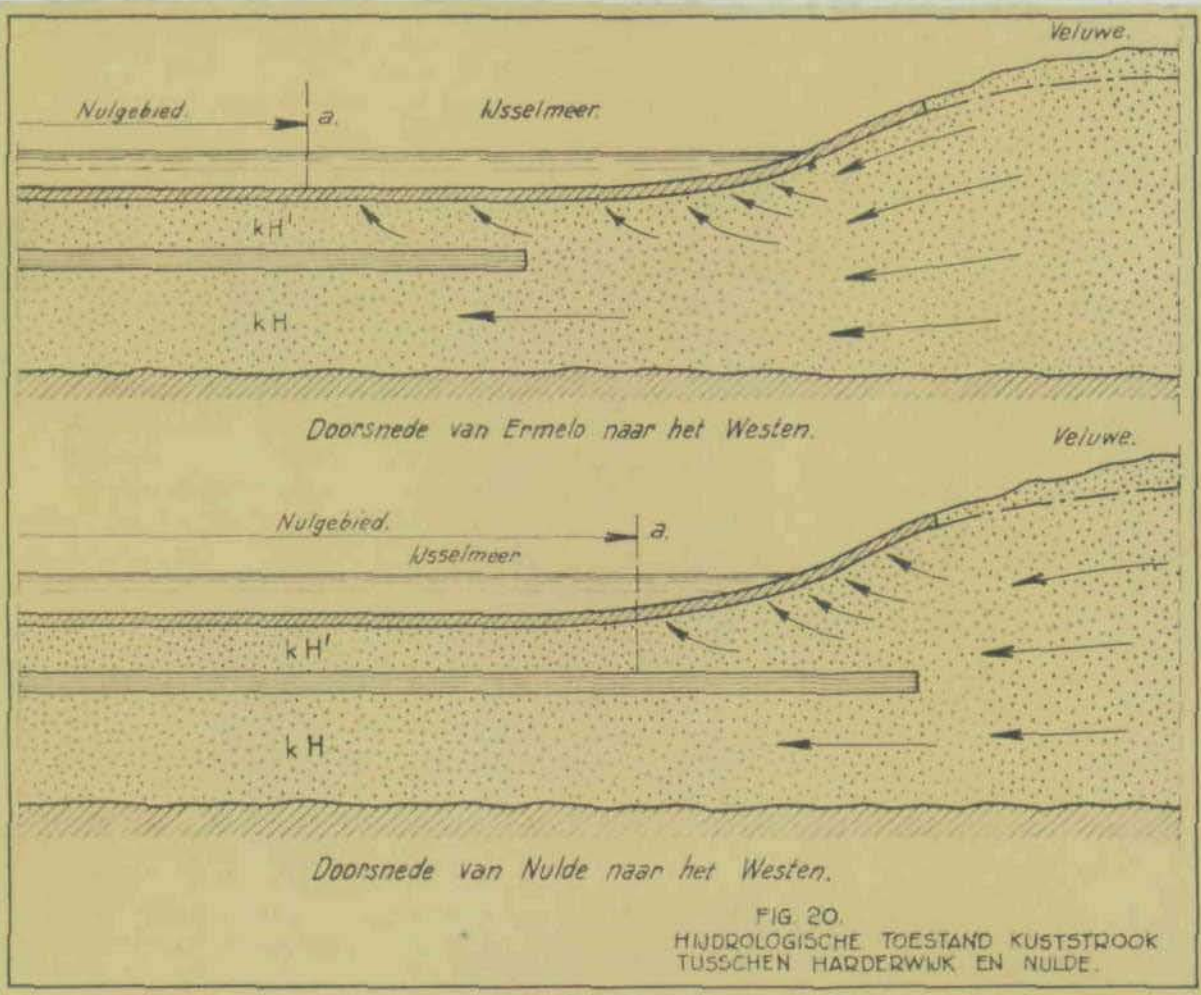 Veluwe.
Nulgebied.
a.
IJsselmeer.
kH'
kH.
Doorsnede van Ermelo naar het Westen.
Veluwe.
Nulgebied.
a.
IJsselmeer
kH'
kH.
Doorsnede van Nulde naar het Westen.
FIG. 20.
HIJDROLOGISCHE TOESTAND KUSTSTROOK
TUSSCHEN HARDERWIJK EN NULDE.